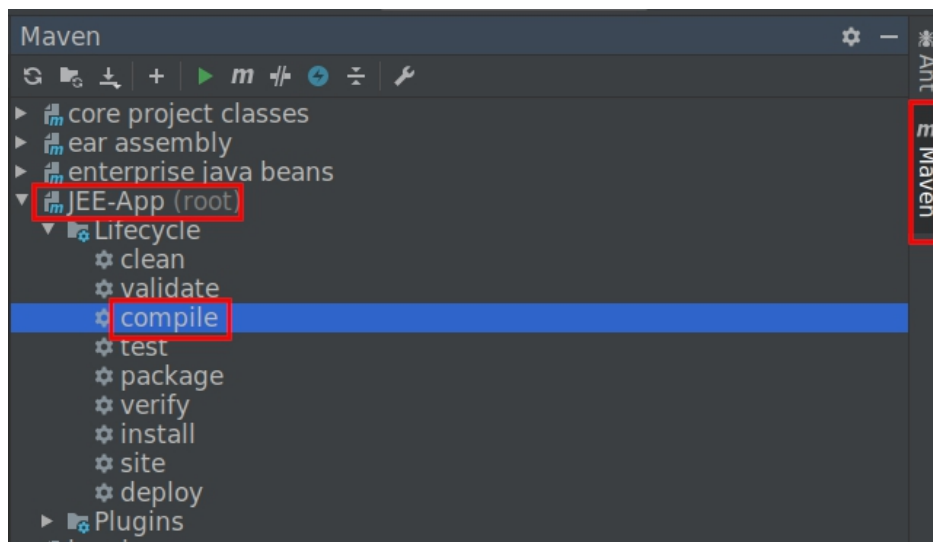 Maven
Ant
m
core project classes
ear assembly
enterprise java beans
Maven
JEE-App (root)
Lifecycle
clean
validate
compile
test
package
verify
install
site
deploy
Plugins